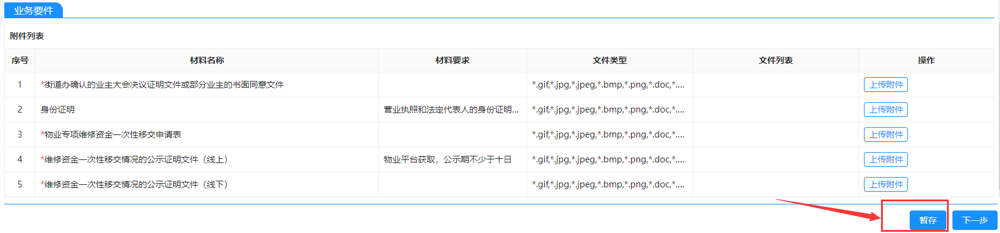 业务要件
附件列表
序号 材料名称 材料要求 文件类型 文件列表 操作
1 *街道办确认的业主大会决议证明文件或部分业主的书面同意文件 *.gif,*.jpg,*.jpeg,*.bmp,*.png,*.doc,*.... 上传附件
2 身份证明 营业执照和法定代表人的身份证明... *.gif,*.jpg,*.jpeg,*.bmp,*.png,*.doc,*.... 上传附件
3 *物业专项维修资金一次性移交申请表 *.gif,*.jpg,*.jpeg,*.bmp,*.png,*.doc,*.... 上传附件
4 *维修资金一次性移交情况的公示证明文件（线上） 物业平台获取，公示期不少于十日 *.gif,*.jpg,*.jpeg,*.bmp,*.png,*.doc,*.... 上传附件
5 *维修资金一次性移交情况的公示证明文件（线下） *.gif,*.jpg,*.jpeg,*.bmp,*.png,*.doc,*.... 上传附件
暂存 下一步